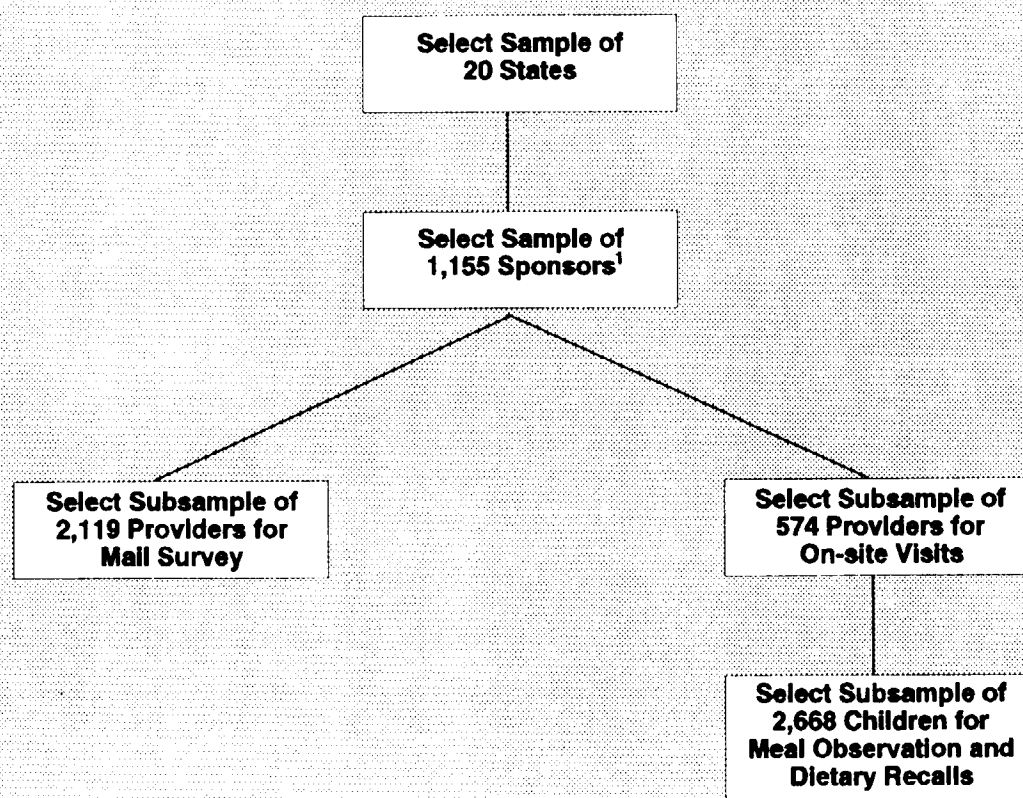 Select Sample of
20 States
Select Sample of
1,155 Sponsors¹
Select Subsample of
2,119 Providers for
Mail Survey
Select Subsample of
574 Providers for
On-site Visits
Select Subsample of
2,668 Children for
Meal Observation and
Dietary Recalls